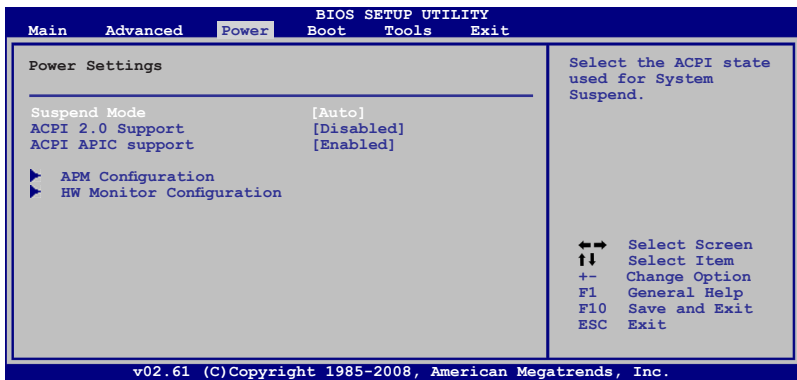 BIOS SETUP UTILITY
Main Advanced Power Boot Tools Exit
Power Settings
Suspend Mode [Auto]
ACPI 2.0 Support [Disabled]
ACPI APIC support [Enabled]
APM Configuration
HW Monitor Configuration
Select the ACPI state
used for System
Suspend.
Select Screen
Select Item
+- Change Option
F1 General Help
F10 Save and Exit
ESC Exit
v02.61 (C)Copyright 1985-2008, American Megatrends, Inc.